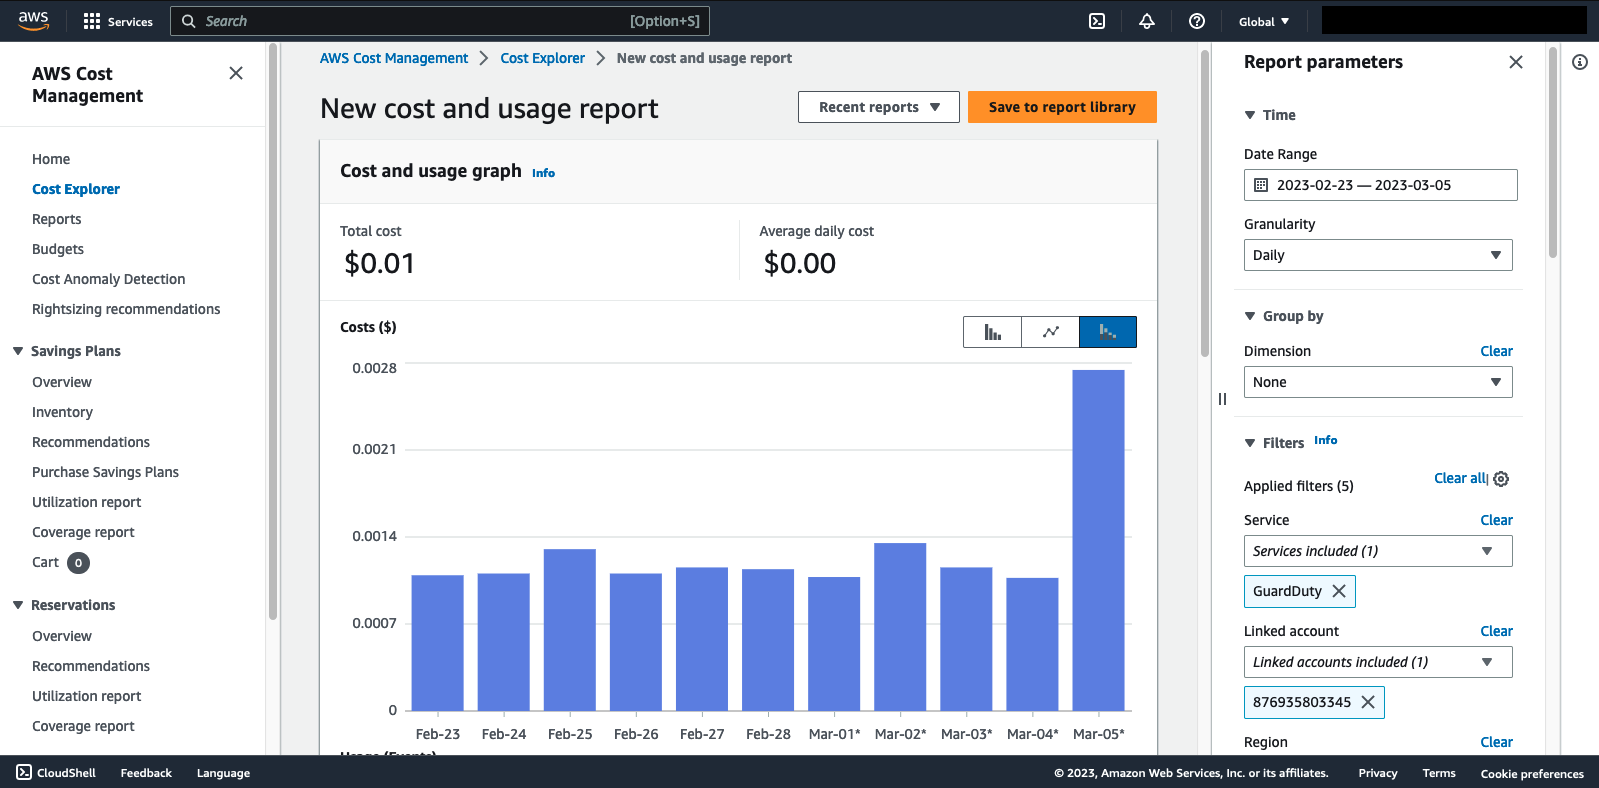 aws
Services
Search
[Option+S]
Global
AWS Cost
Management
Home
Cost Explorer
Reports
Budgets
Cost Anomaly Detection
Rightsizing recommendations
Savings Plans
Overview
Inventory
Recommendations
Purchase Savings Plans
Utilization report
Coverage report
Cart 0
Reservations
Overview
Recommendations
Utilization report
Coverage report
AWS Cost Management > Cost Explorer > New cost and usage report
New cost and usage report
Recent reports
Save to report library
Cost and usage graph Info
Total cost
$0.01
Average daily cost
$0.00
Costs ($)
0.0028
0.0021
0.0014
0.0007
0
Feb-23 Feb-24 Feb-25 Feb-26 Feb-27 Feb-28 Mar-01* Mar-02* Mar-03* Mar-04* Mar-05*
Usage (Events)
Report parameters
Time
Date Range
2023-02-23 — 2023-03-05
Granularity
Daily
Group by
Dimension Clear
None
Filters Info
Applied filters (5) Clear all
Service Clear
Services included (1)
GuardDuty
Linked account Clear
Linked accounts included (1)
876935803345
Region Clear
CloudShell Feedback Language
© 2023, Amazon Web Services, Inc. or its affiliates. Privacy Terms Cookie preferences